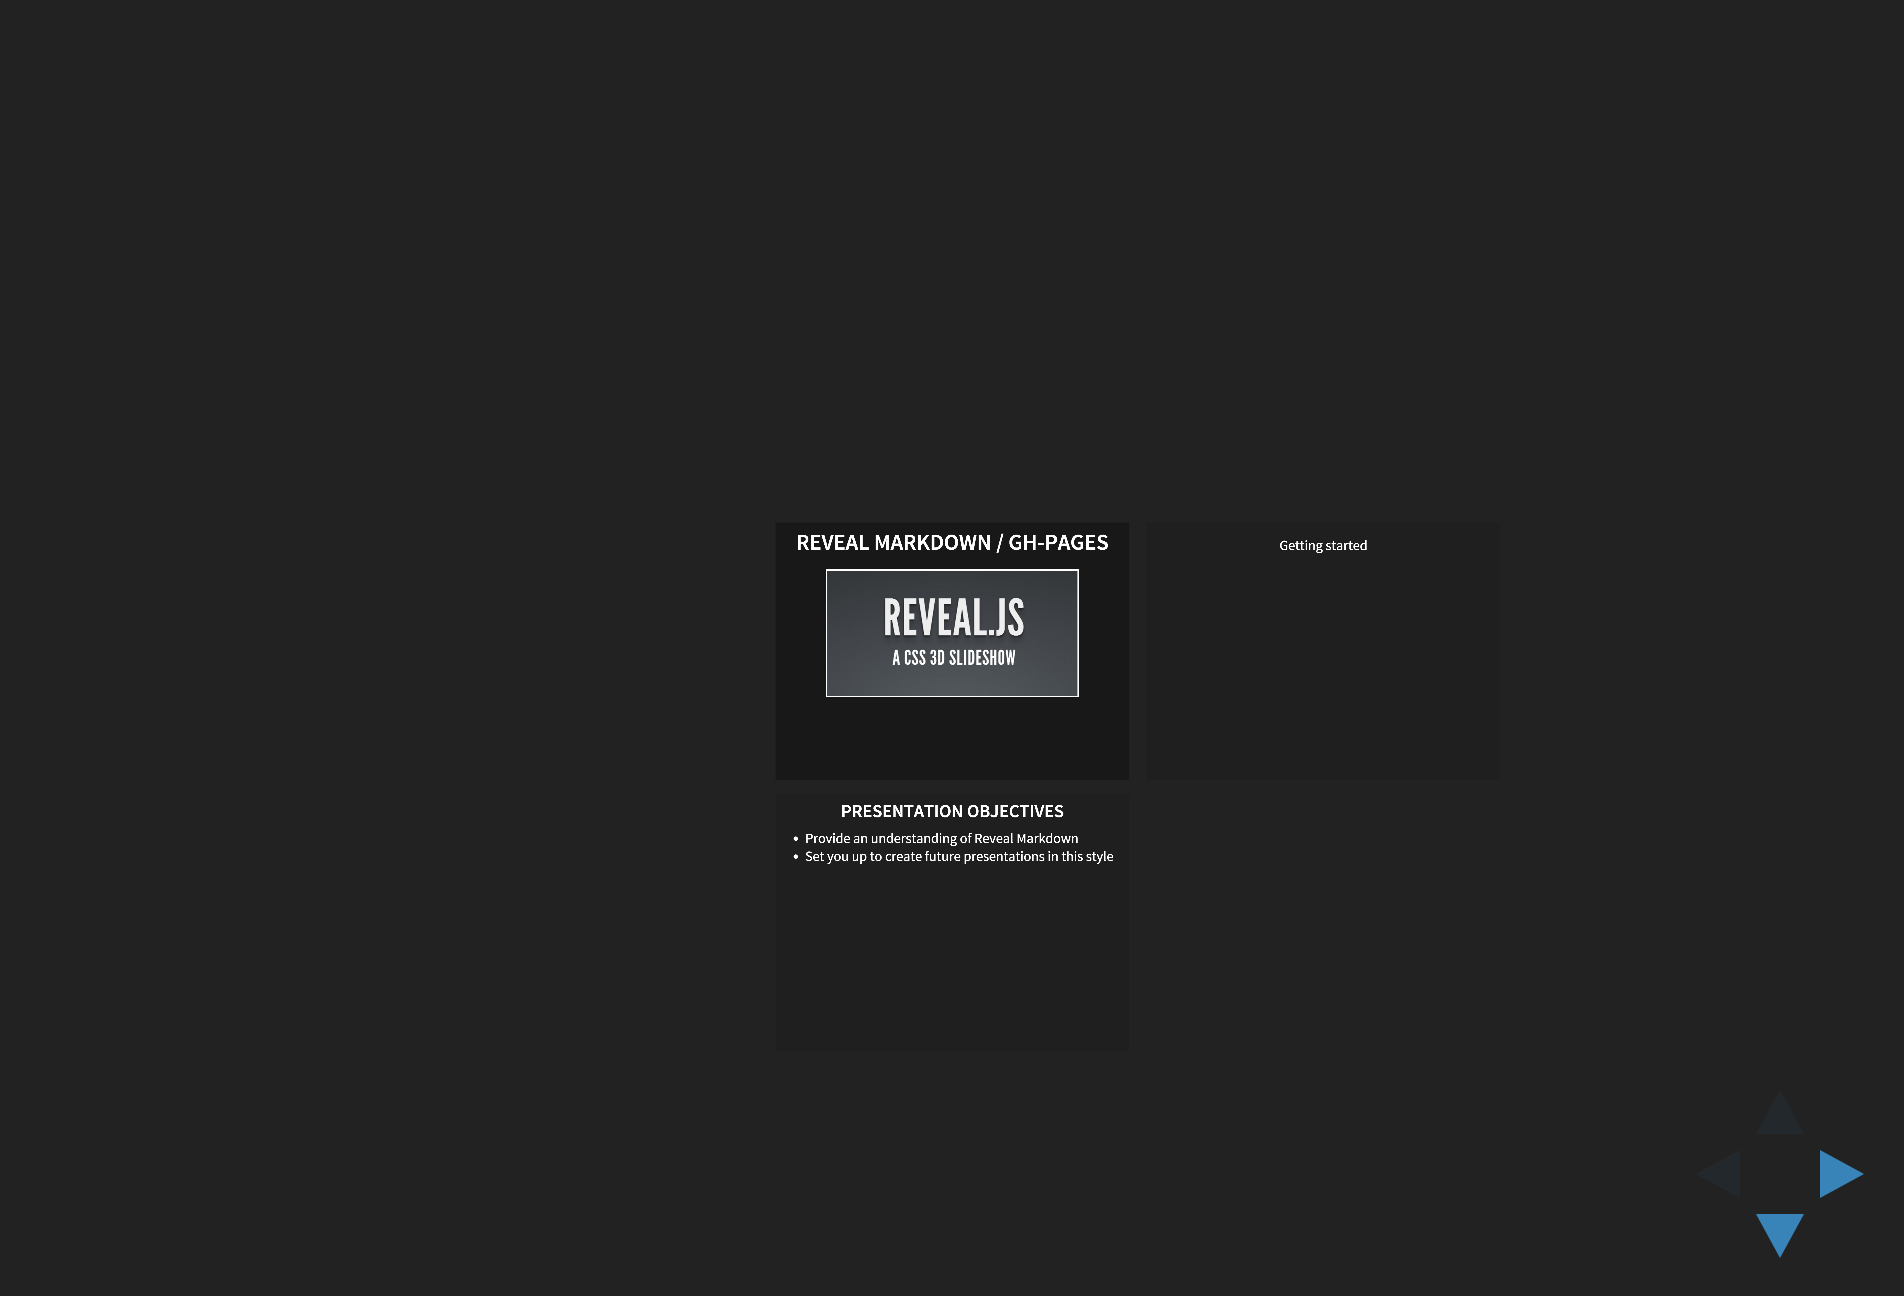 REVEAL MARKDOWN / GH-PAGES
REVEAL.JS
A CSS 3D SLIDESHOW
Getting started
PRESENTATION OBJECTIVES
• Provide an understanding of Reveal Markdown
• Set you up to create future presentations in this style